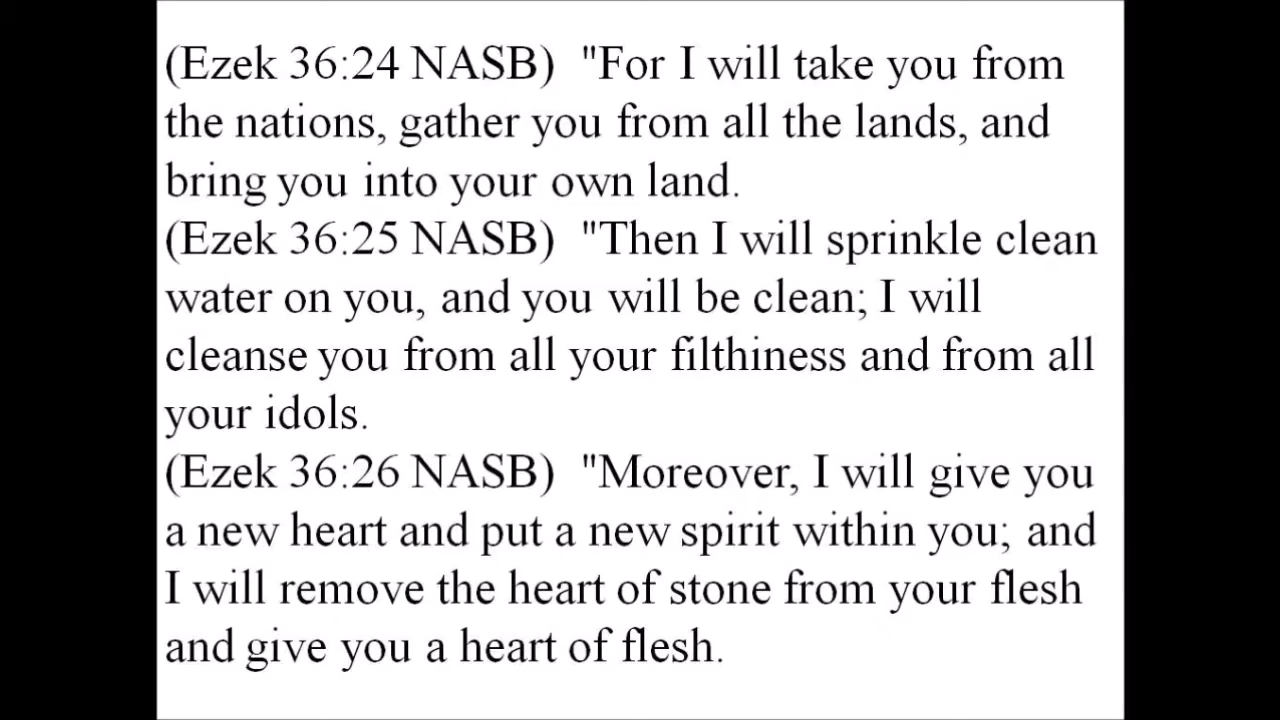 (Ezek 36:24 NASB)  "For I will take you from
the nations, gather you from all the lands, and
bring you into your own land.
(Ezek 36:25 NASB)  "Then I will sprinkle clean
water on you, and you will be clean; I will
cleanse you from all your filthiness and from all
your idols.
(Ezek 36:26 NASB)  "Moreover, I will give you
a new heart and put a new spirit within you; and
I will remove the heart of stone from your flesh
and give you a heart of flesh.